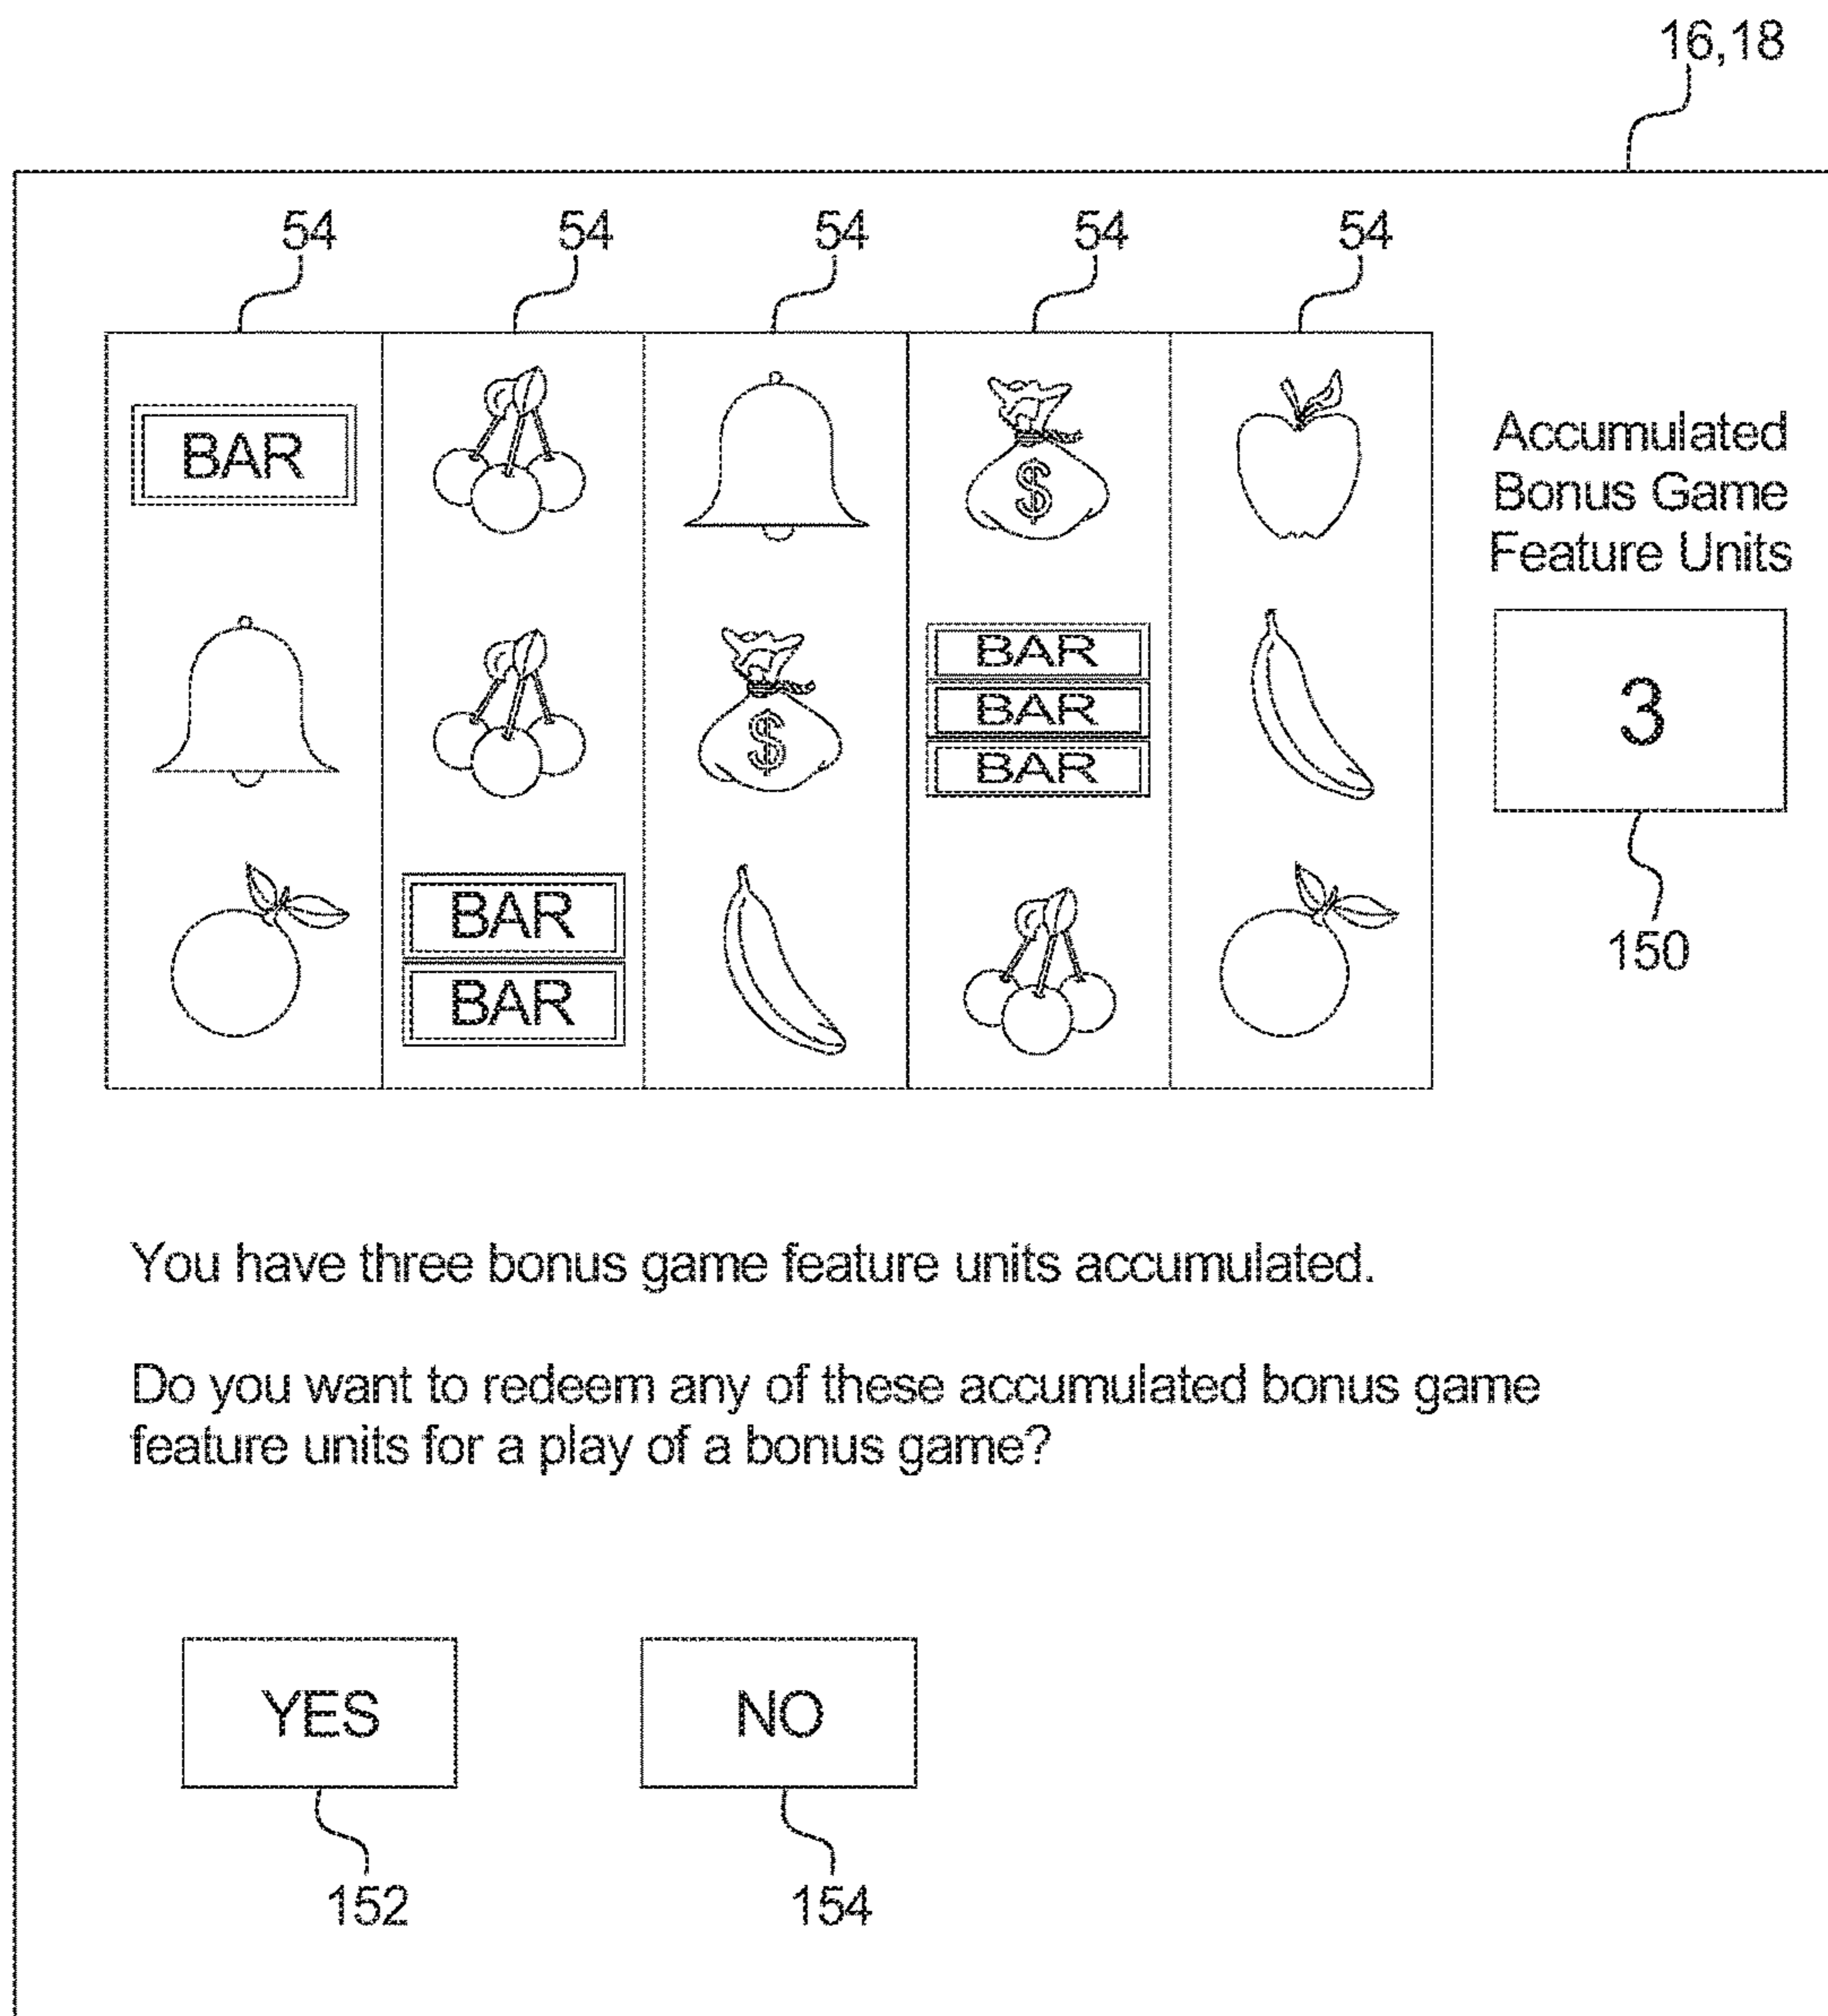 16,18
54 54 54 54 54
BAR
$
Accumulated
Bonus Game
Feature Units
$
BAR
BAR
BAR
3
BAR
BAR
150
You have three bonus game feature units accumulated.
Do you want to redeem any of these accumulated bonus game
feature units for a play of a bonus game?
YES NO
152 154